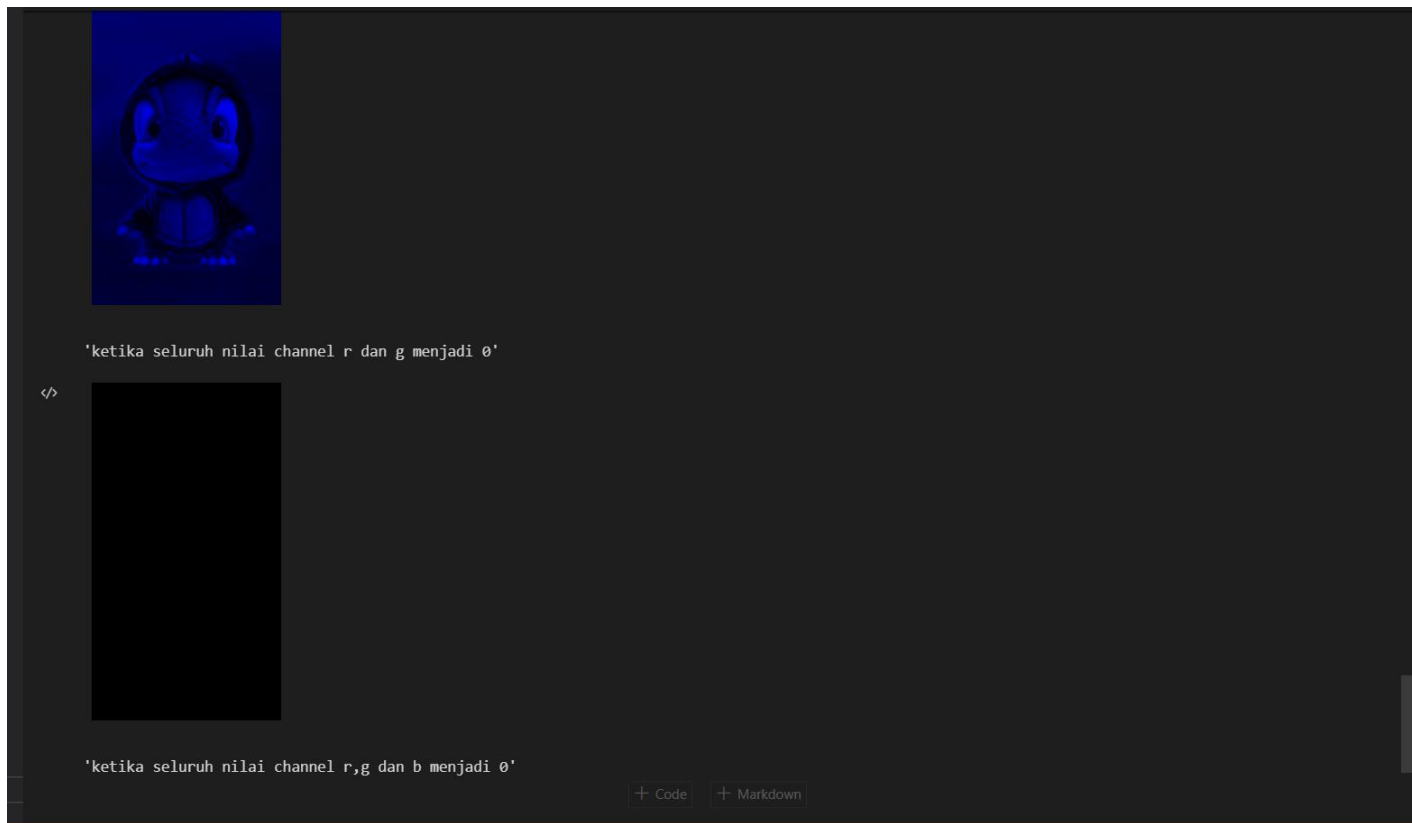 'ketika seluruh nilai channel r dan g menjadi 0'
</>
'ketika seluruh nilai channel r,g dan b menjadi 0'
+ Code + Markdown